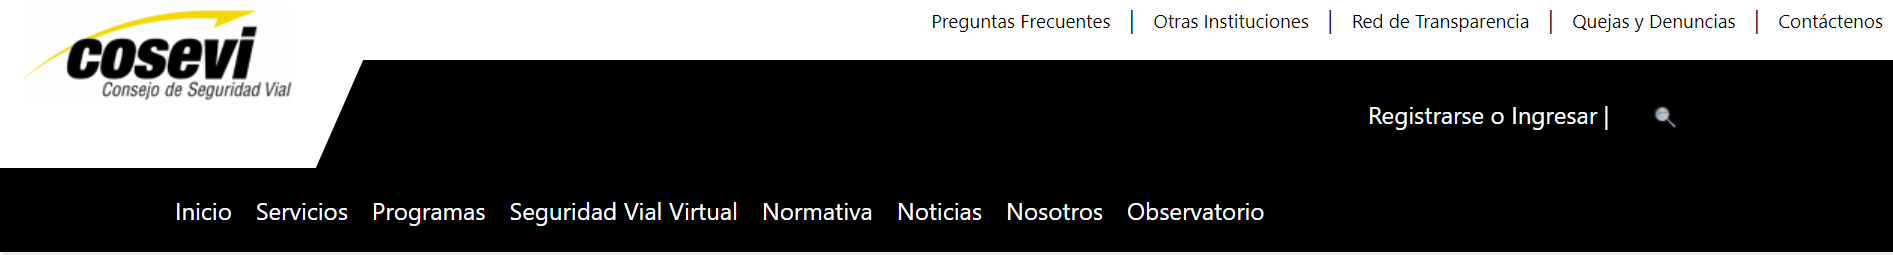 Preguntas Frecuentes | Otras Instituciones | Red de Transparencia | Quejas y Denuncias | Contáctenos
cosevi
Consejo de Seguridad Vial
Registrarse o Ingresar |
Inicio Servicios Programas Seguridad Vial Virtual Normativa Noticias Nosotros Observatorio